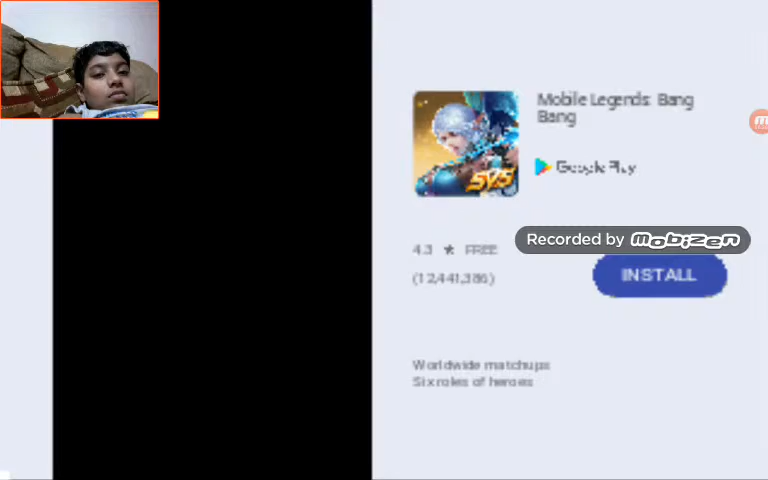 Mobile Legends: Bang
Bang
Google Play
Recorded by mobizen
4.3 ★ FREE
(12,441,386)
INSTALL
Worldwide matchups
Six roles of heroes
5V5